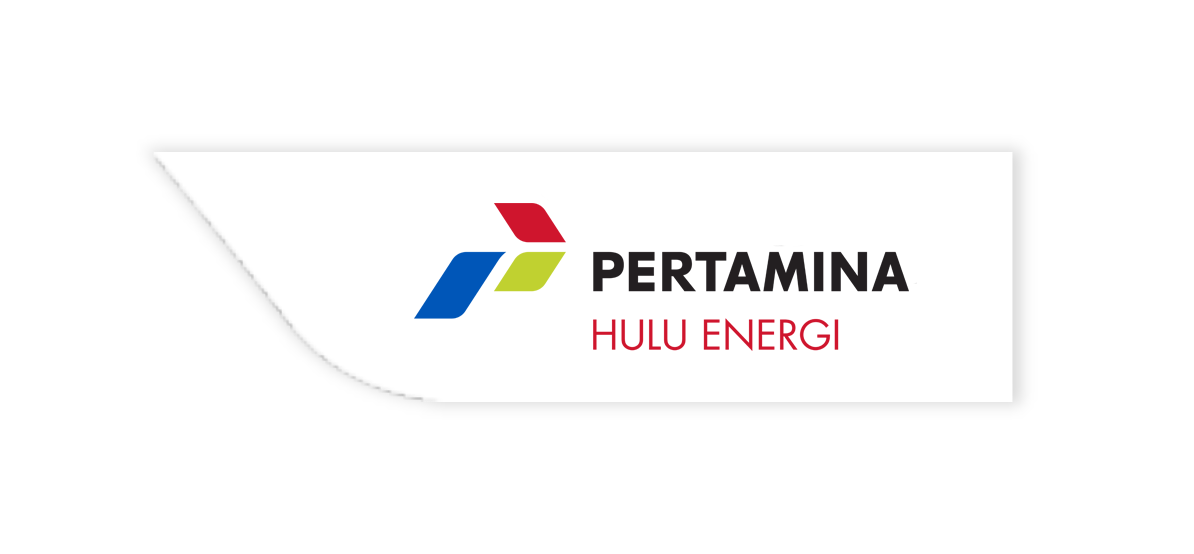 PERTAMINA
HULU ENERGI